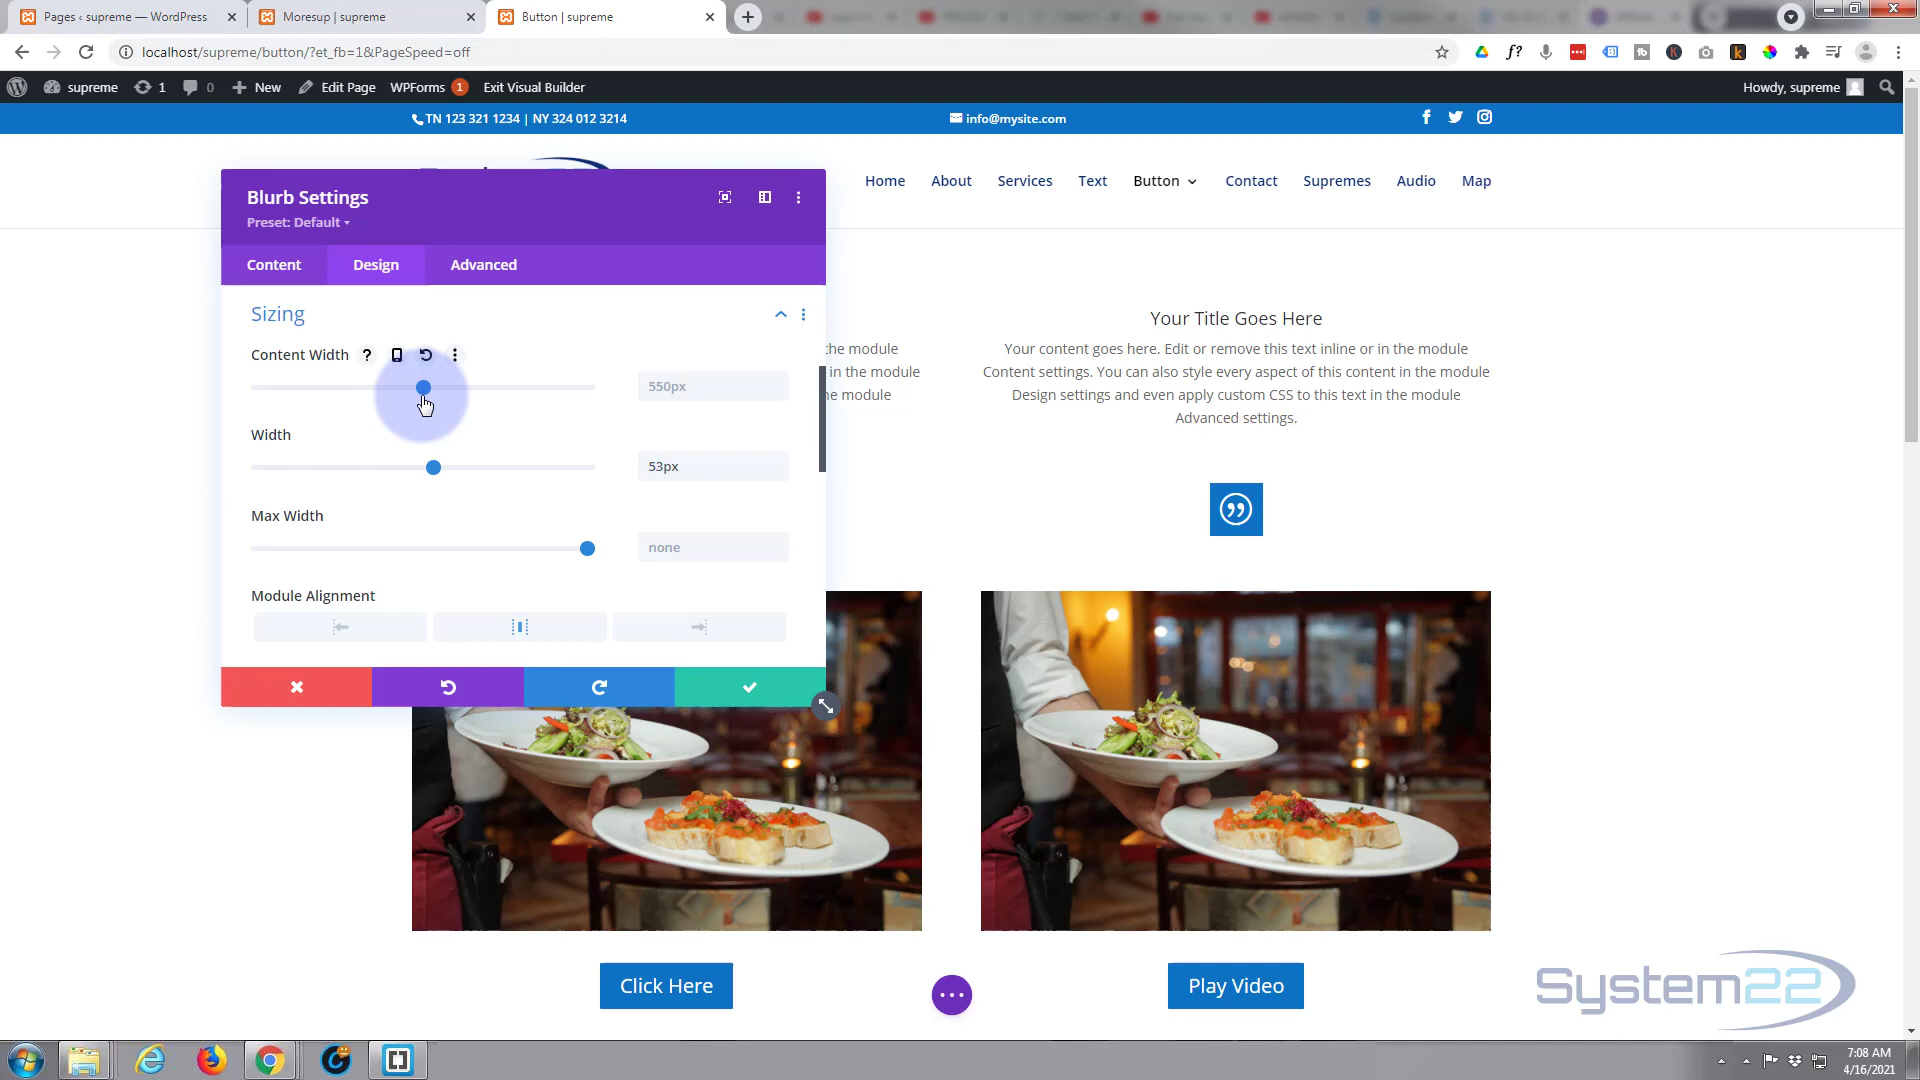 Pages ‹ supreme — WordPress
Moresup | supreme
Button | supreme
localhost/supreme/button/?et_fb=1&PageSpeed=off
supreme
1
0
New
Edit Page
WPForms 1
Exit Visual Builder
Howdy, supreme
TN 123 321 1234 | NY 324 012 3214
info@mysite.com
Home
About
Services
Text
Button
Contact
Supremes
Audio
Map
Blurb Settings
Preset: Default
Content
Design
Advanced
Sizing
Content Width
550px
Width
53px
Max Width
none
Module Alignment
the module
in the module
module
Your Title Goes Here
Your content goes here. Edit or remove this text inline or in the module
Content settings. You can also style every aspect of this content in the module
Design settings and even apply custom CSS to this text in the module
Advanced settings.
Click Here
Play Video
System22
7:08 AM
4/16/2021